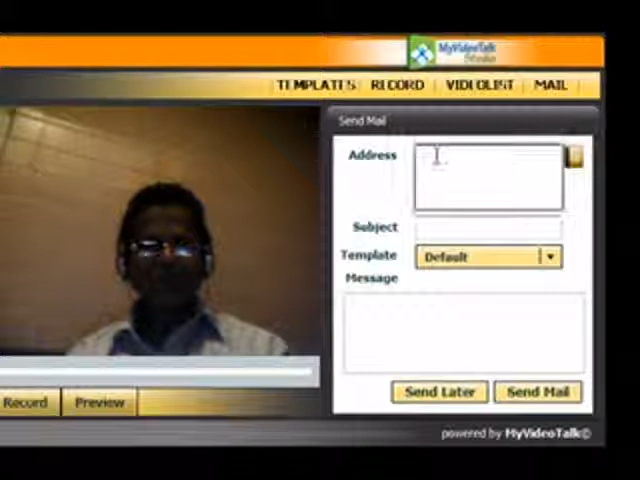 MyVideoTalk
Studio
TEMPLATES RECORD VIDEOLIST MAIL
Send Mail
Address
Subject
Template Default
Message
Send Later Send Mail
Record Preview
powered by MyVideoTalk©